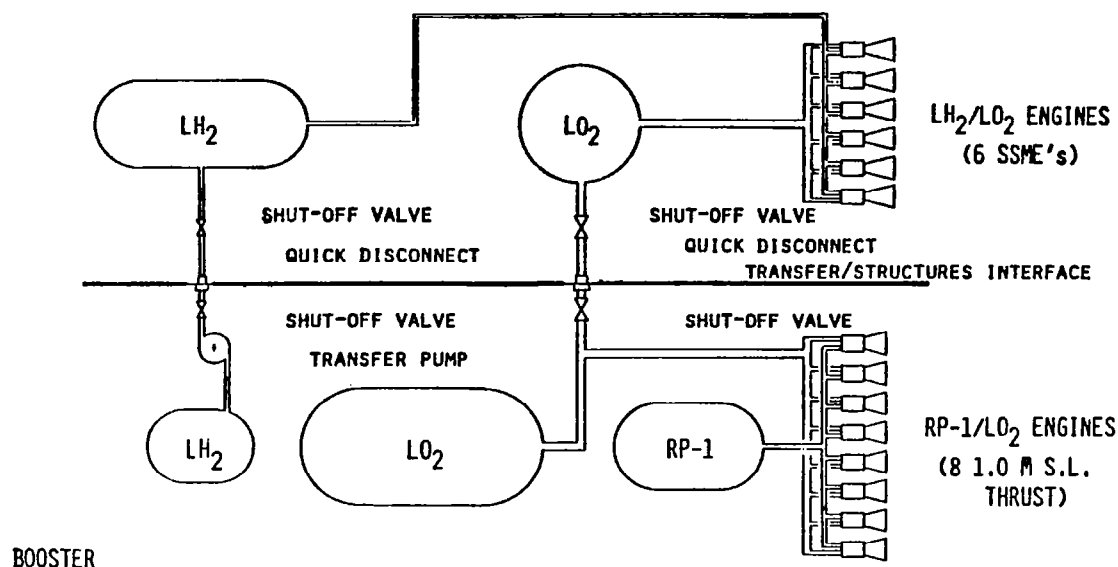 LH2
LO2
LH2/LO2 ENGINES
(6 SSME's)
SHUT-OFF VALVE
SHUT-OFF VALVE
QUICK DISCONNECT
QUICK DISCONNECT
TRANSFER/STRUCTURES INTERFACE
SHUT-OFF VALVE
SHUT-OFF VALVE
TRANSFER PUMP
LH2
LO2
RP-1
RP-1/LO2 ENGINES
(8 1.0 M S.L.
THRUST)
BOOSTER